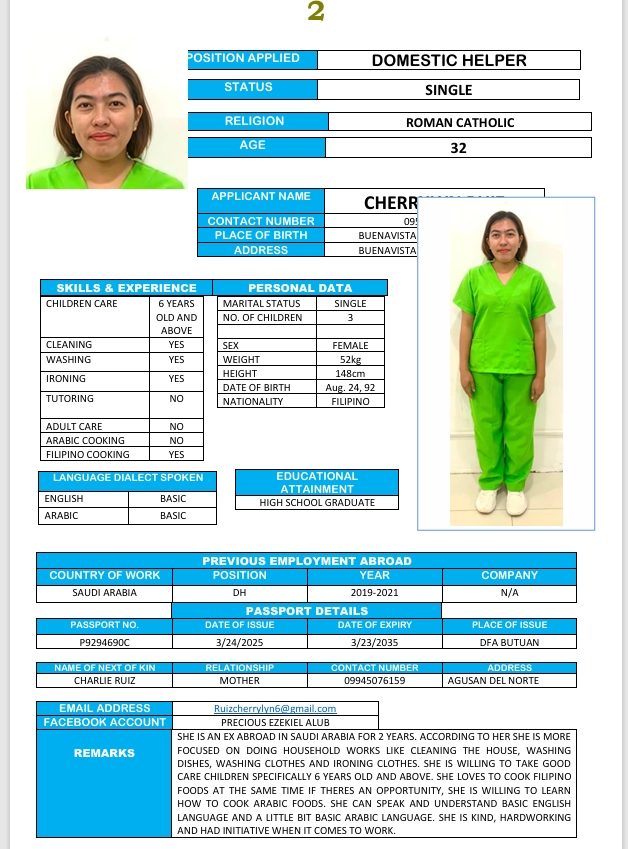 2
POSITION APPLIED DOMESTIC HELPER
STATUS SINGLE
RELIGION ROMAN CATHOLIC
AGE 32
APPLICANT NAME
CONTACT NUMBER
PLACE OF BIRTH BUENAVISTA
ADDRESS BUENAVISTA
SKILLS & EXPERIENCE PERSONAL DATA
CHILDREN CARE 6 YEARS OLD AND ABOVE
CLEANING YES
WASHING YES
IRONING YES
TUTORING NO
ADULT CARE NO
ARABIC COOKING NO
FILIPINO COOKING YES
MARITAL STATUS SINGLE
NO. OF CHILDREN 3
SEX FEMALE
WEIGHT 52kg
HEIGHT 148cm
DATE OF BIRTH Aug. 24, 92
NATIONALITY FILIPINO
LANGUAGE DIALECT SPOKEN
ENGLISH BASIC
ARABIC BASIC
EDUCATIONAL
ATTAINMENT
HIGH SCHOOL GRADUATE
PREVIOUS EMPLOYMENT ABROAD
COUNTRY OF WORK POSITION YEAR COMPANY
SAUDI ARABIA DH 2019-2021 N/A
PASSPORT DETAILS
PASSPORT NO. DATE OF ISSUE DATE OF EXPIRY PLACE OF ISSUE
P9294690C 3/24/2025 3/23/2035 DFA BUTUAN
NAME OF NEXT OF KIN RELATIONSHIP CONTACT NUMBER ADDRESS
CHARLIE RUIZ MOTHER 09945076159 AGUSAN DEL NORTE
EMAIL ADDRESS Ruizcherrylyn6@gmail.com
FACEBOOK ACCOUNT PRECIOUS EZEKIEL ALUB
REMARKS
SHE IS AN EX ABROAD IN SAUDI ARABIA FOR 2 YEARS. ACCORDING TO HER SHE IS MORE
FOCUSED ON DOING HOUSEHOLD WORKS LIKE CLEANING THE HOUSE, WASHING
DISHES, WASHING CLOTHES AND IRONING CLOTHES. SHE IS WILLING TO TAKE GOOD
CARE CHILDREN SPECIFICALLY 6 YEARS OLD AND ABOVE. SHE LOVES TO COOK FILIPINO
FOODS AT THE SAME TIME IF THERES AN OPPORTUNITY, SHE IS WILLING TO LEARN
HOW TO COOK ARABIC FOODS. SHE CAN SPEAK AND UNDERSTAND BASIC ENGLISH
LANGUAGE AND A LITTLE BIT BASIC ARABIC LANGUAGE. SHE IS KIND, HARDWORKING
AND HAD INITIATIVE WHEN IT COMES TO WORK.